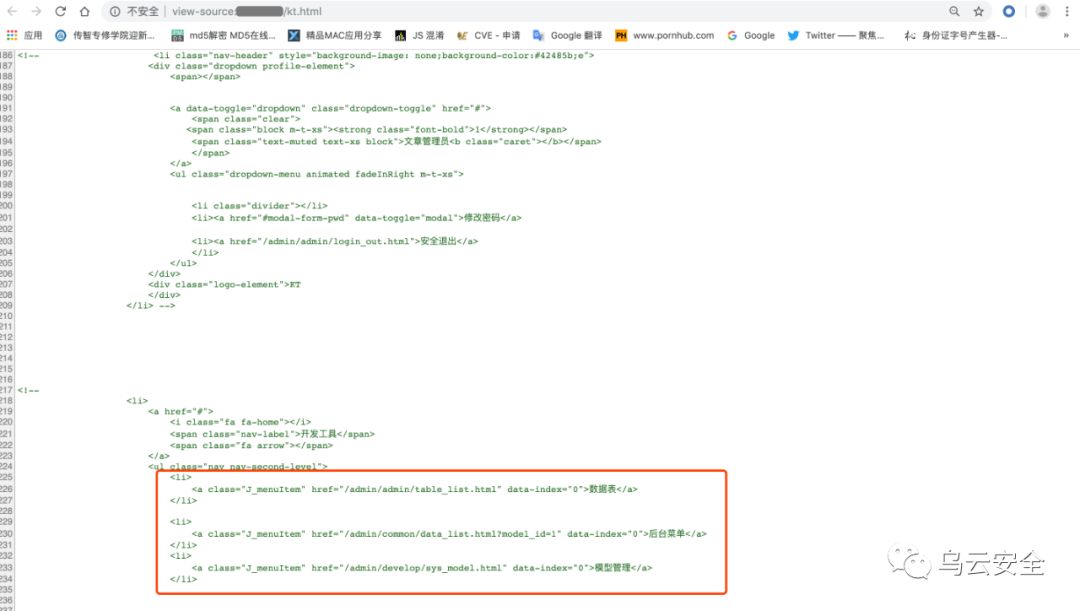 不安全 | view-source: /kt.html
应用 传智专修学院迎新... md5解密 MD5在线... 精品MAC应用分享 JS 混淆 CVE - 申请 Google 翻译 PH www.pornhub.com Google Twitter —— 聚焦... 身份证字号产生器-... »
186 <!-- <li class="nav-header" style="background-image: none;background-color:#42485b;e">
187 <div class="dropdown profile-element">
188 <span></span>
189
190
191 <a data-toggle="dropdown" class="dropdown-toggle" href="#">
192 <span class="clear">
193 <span class="block m-t-xs"><strong class="font-bold">1</strong></span>
194 <span class="text-muted text-xs block">文章管理员<b class="caret"></b></span>
195 </span>
196 </a>
197 <ul class="dropdown-menu animated fadeInRight m-t-xs">
198
199
200 <li class="divider"></li>
201 <li><a href="#modal-form-pwd" data-toggle="modal">修改密码</a>
202
203 <li><a href="/admin/admin/login_out.html">安全退出</a>
204 </li>
205 </ul>
206 </div>
207 <div class="logo-element">KT
208 </div>
209 </li> -->
210
211
212
213
214
215
216
217 <!--
218 <li>
219 <a href="#">
220 <i class="fa fa-home"></i>
221 <span class="nav-label">开发工具</span>
222 <span class="fa arrow"></span>
223 </a>
224 <ul class="nav nav-second-level">
225 <li>
226 <a class="J_menuItem" href="/admin/admin/table_list.html" data-index="0">数据表</a>
227 </li>
228
229 <li>
230 <a class="J_menuItem" href="/admin/common/data_list.html?model_id=1" data-index="0">后台菜单</a>
231 </li>
232 <li>
233 <a class="J_menuItem" href="/admin/develop/sys_model.html" data-index="0">模型管理</a>
234 </li>
235
236
乌云安全